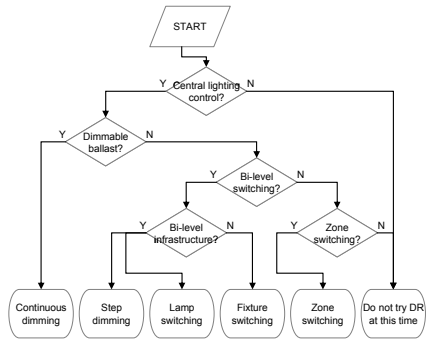 START
Y
Central lighting
control?
N
Y
Dimmable
ballast?
N
Y
Bi-level
switching?
N
Y
Bi-level
infrastructure?
N
Y
Zone
switching?
N
Continuous
dimming
Step
dimming
Lamp
switching
Fixture
switching
Zone
switching
Do not try DR
at this time